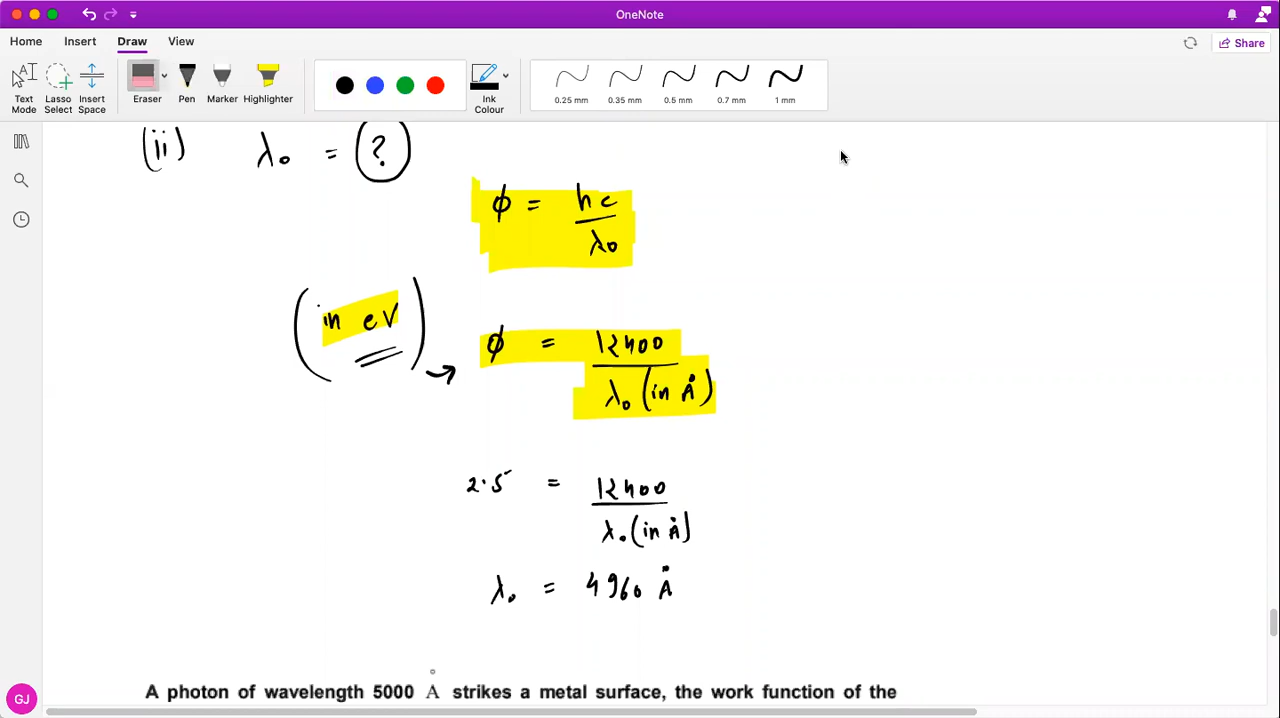 OneNote
Home Insert Draw View
Share
Text Mode
Lasso Select
Insert Space
Eraser
Pen
Marker
Highlighter
Ink Colour
0.25 mm
0.35 mm
0.5 mm
0.7 mm
1 mm
(ii) λ₀ = ?
ϕ = hc / λ₀
(in eV) → ϕ = 12400 / λ₀ (in Å)
2.5 = 12400 / λ₀ (in Å)
λ₀ = 4960 Å
A photon of wavelength 5000 Å strikes a metal surface, the work function of the
GJ